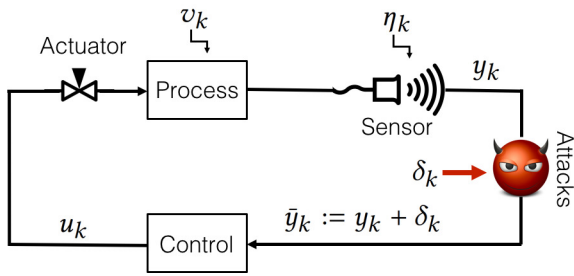 v_k
η_k
Actuator
Process
Sensor
y_k
Attacks
δ_k
u_k
Control
ȳ_k := y_k + δ_k